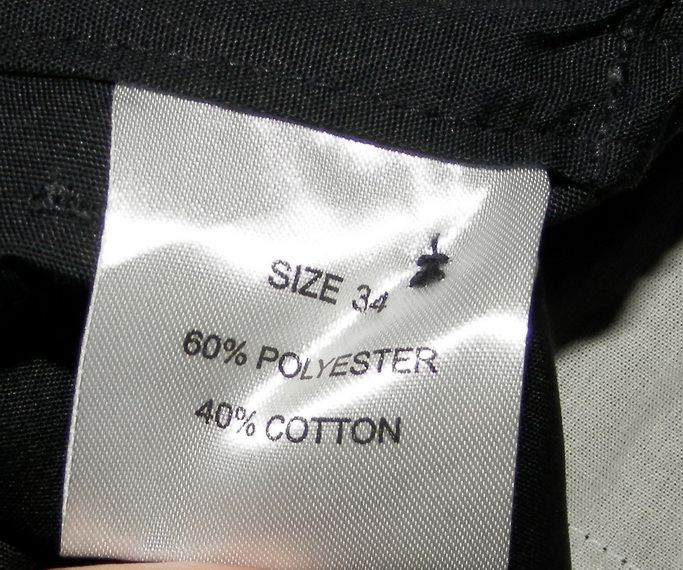 SIZE 34
60% POLYESTER
40% COTTON